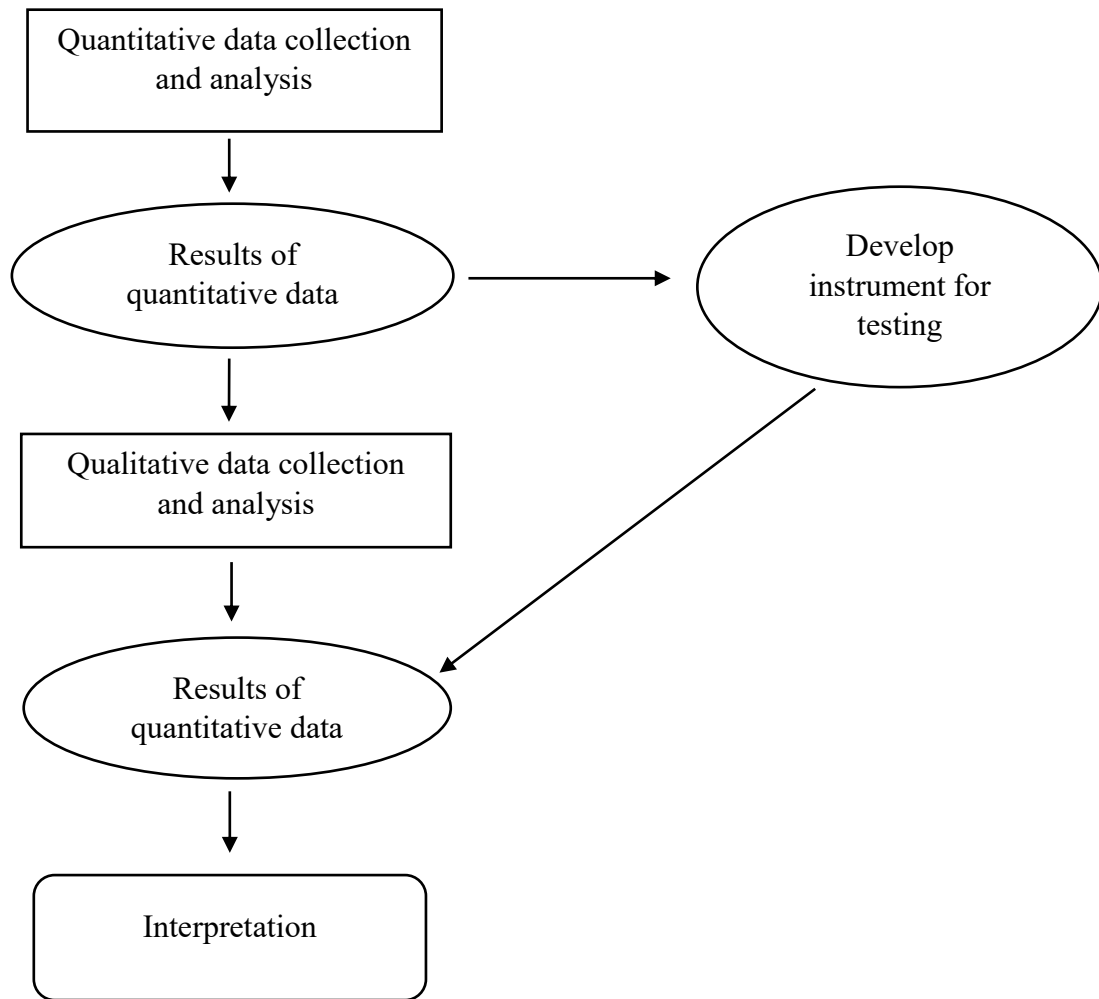 Quantitative data collection
and analysis
Results of
quantitative data
Develop
instrument for
testing
Qualitative data collection
and analysis
Results of
quantitative data
Interpretation